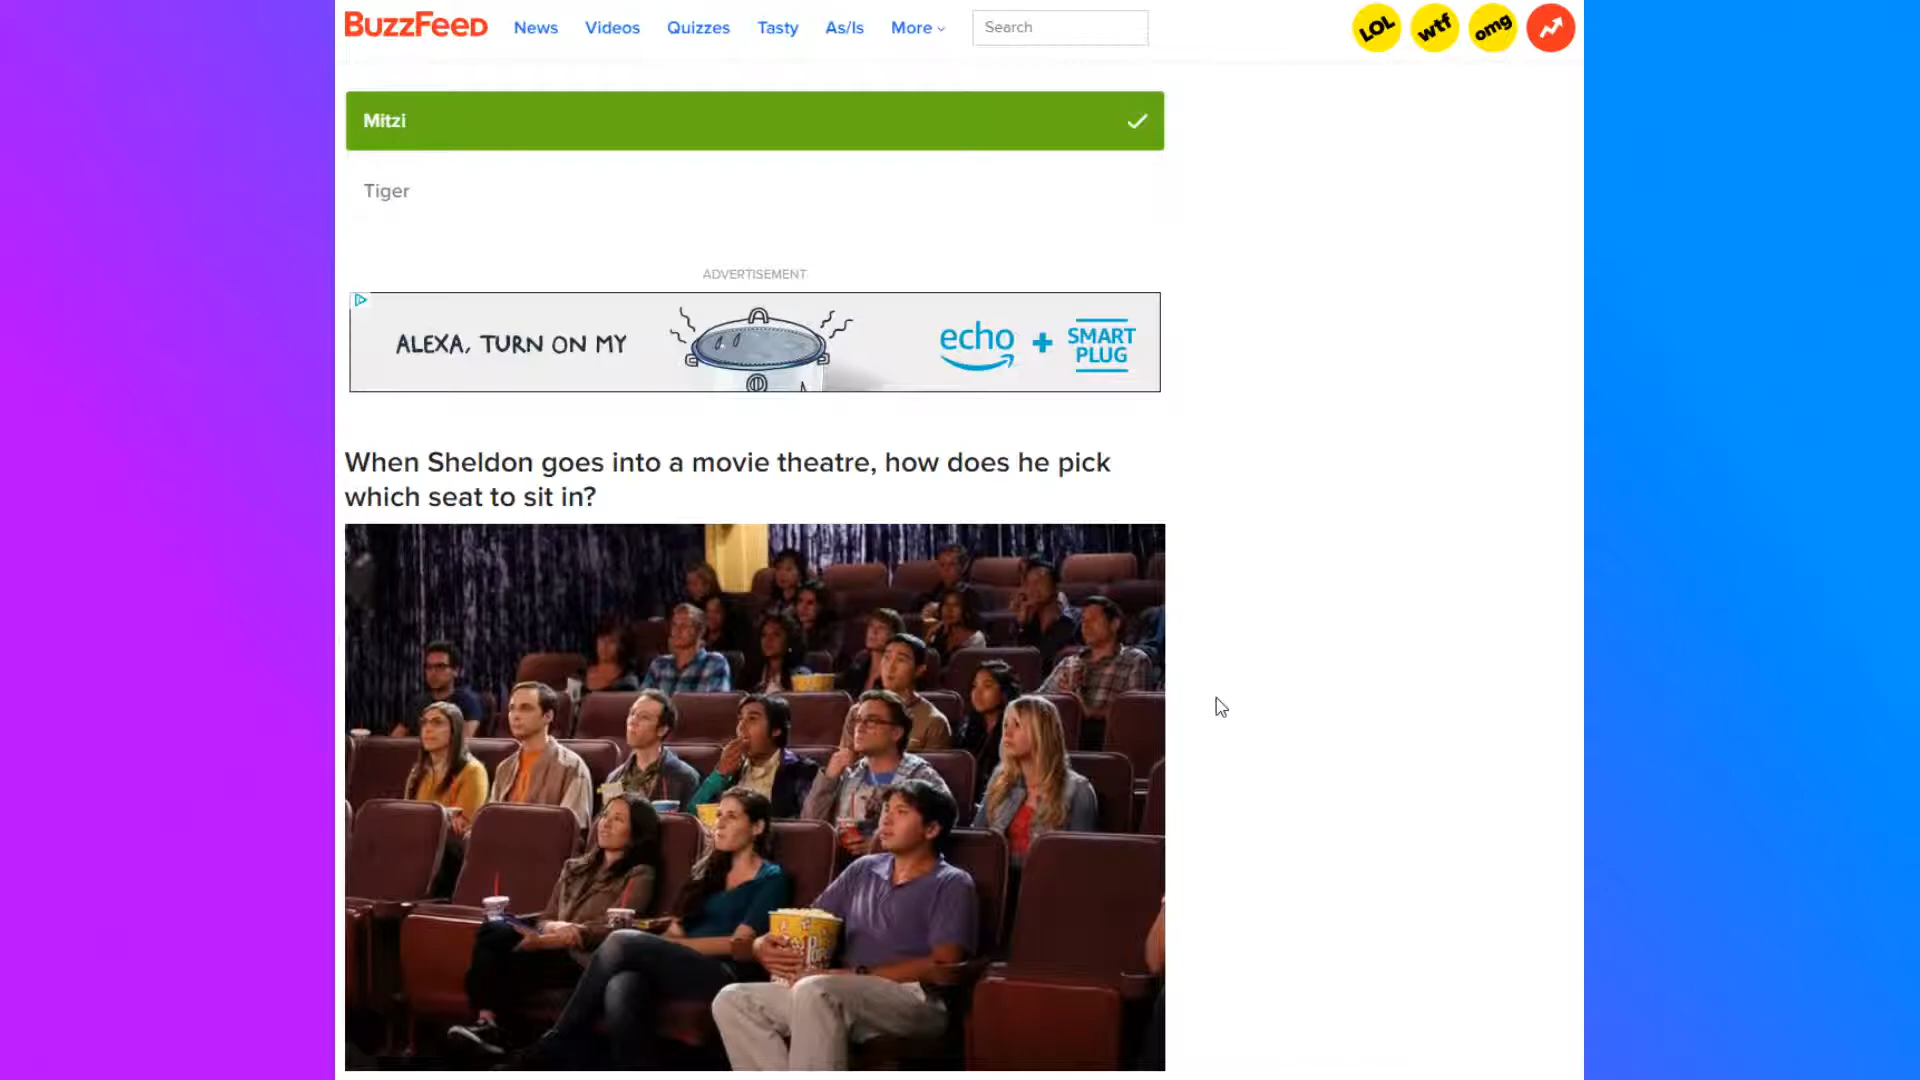 BuzzFeed News Videos Quizzes Tasty As/Is More Search LOL wtf omg
Mitzi
Tiger
ADVERTISEMENT
ALEXA, TURN ON MY echo + SMART PLUG
When Sheldon goes into a movie theatre, how does he pick
which seat to sit in?